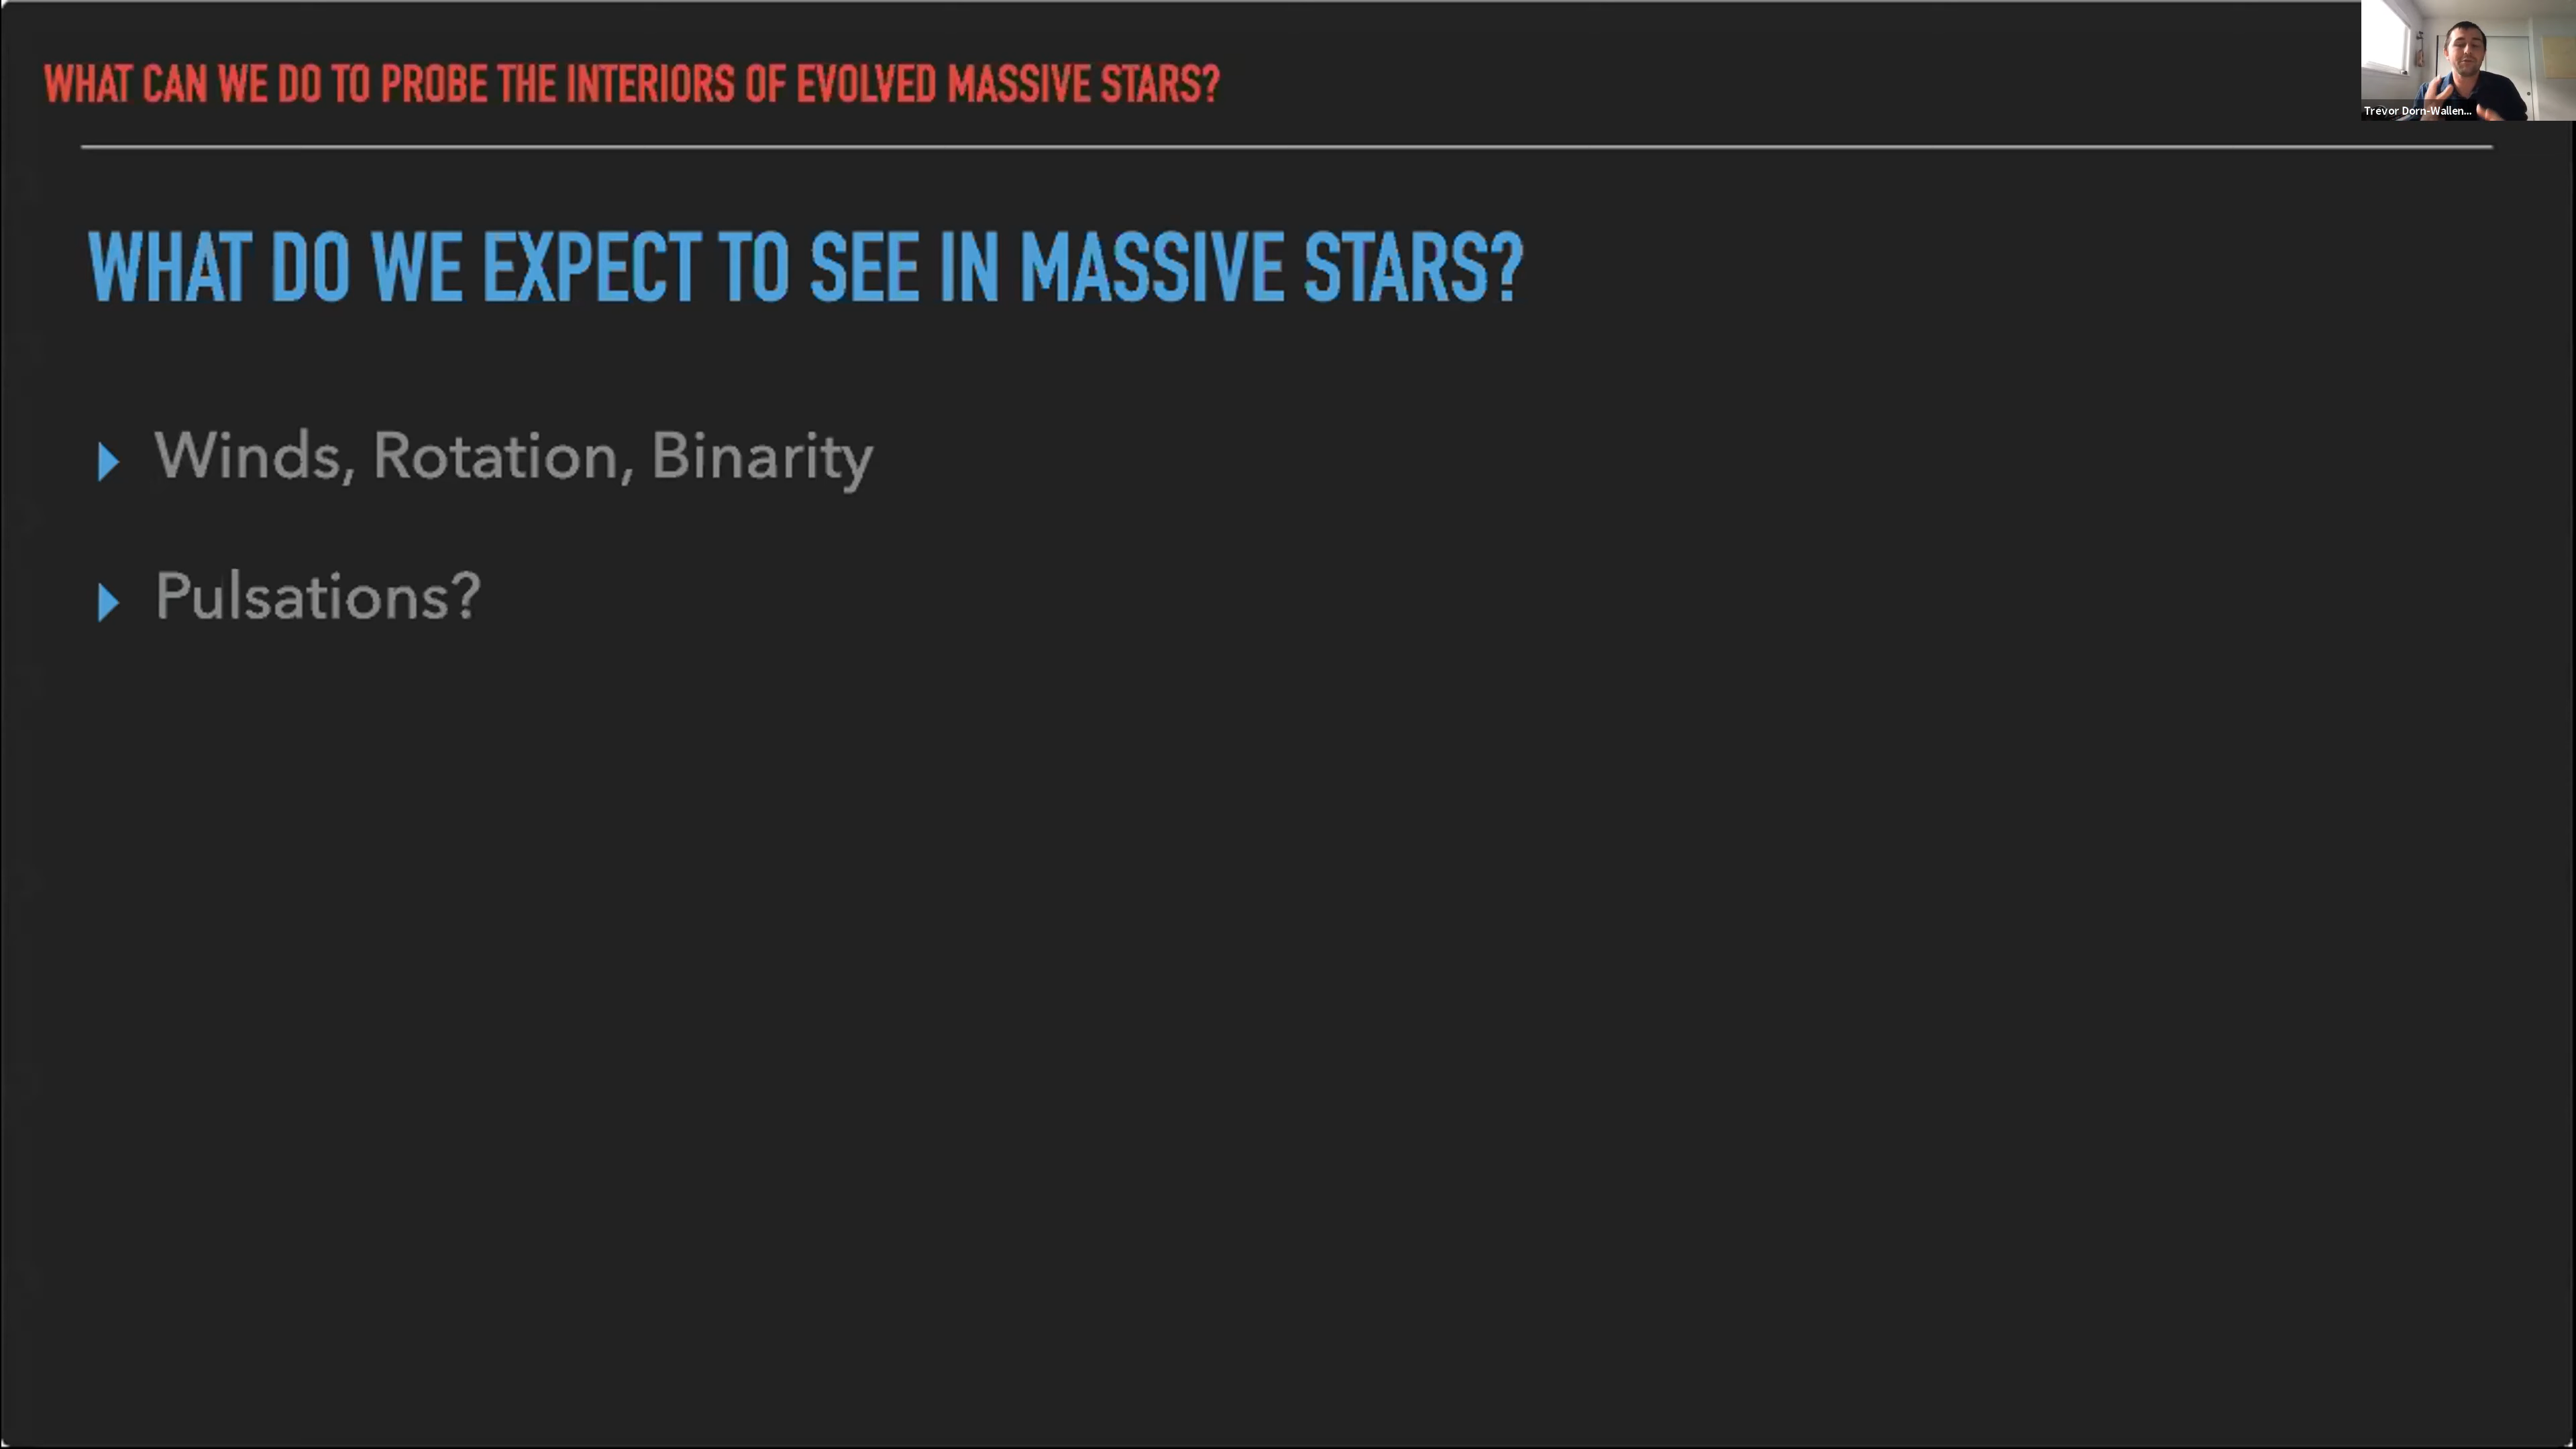 WHAT CAN WE DO TO PROBE THE INTERIORS OF EVOLVED MASSIVE STARS?
Trevor Dorn-Wallen...
WHAT DO WE EXPECT TO SEE IN MASSIVE STARS?
Winds, Rotation, Binarity
Pulsations?